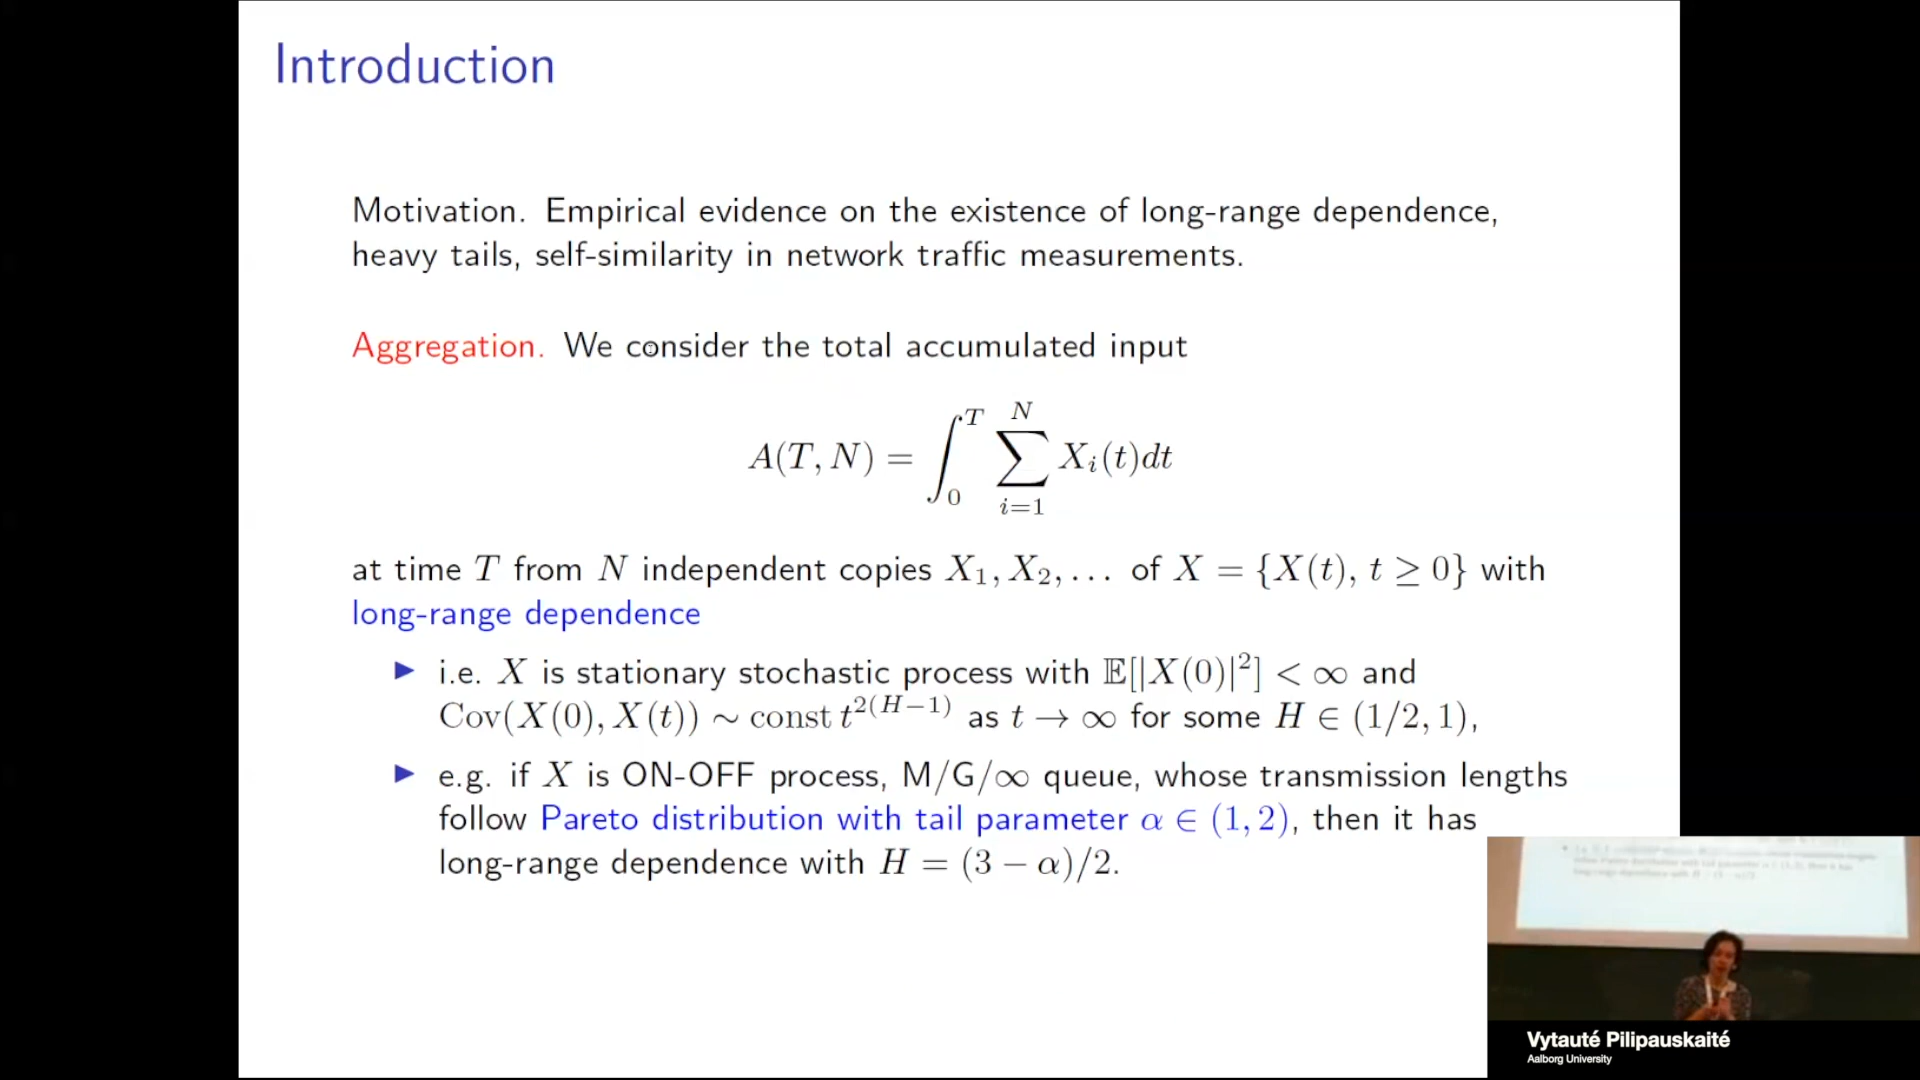 Introduction
Motivation. Empirical evidence on the existence of long-range dependence,
heavy tails, self-similarity in network traffic measurements.
Aggregation. We consider the total accumulated input
A(T, N) = ∫_0^T ∑_{i=1}^N X_i(t)dt
at time T from N independent copies X_1, X_2, ... of X = {X(t), t ≥ 0} with
long-range dependence
▶ i.e. X is stationary stochastic process with 𝔼[|X(0)|^2] < ∞ and
Cov(X(0), X(t)) ∼ const t^{2(H−1)} as t → ∞ for some H ∈ (1/2, 1),
▶ e.g. if X is ON-OFF process, M/G/∞ queue, whose transmission lengths
follow Pareto distribution with tail parameter α ∈ (1, 2), then it has
long-range dependence with H = (3 − α)/2.
Vytauté Pilipauskaité
Aalborg University